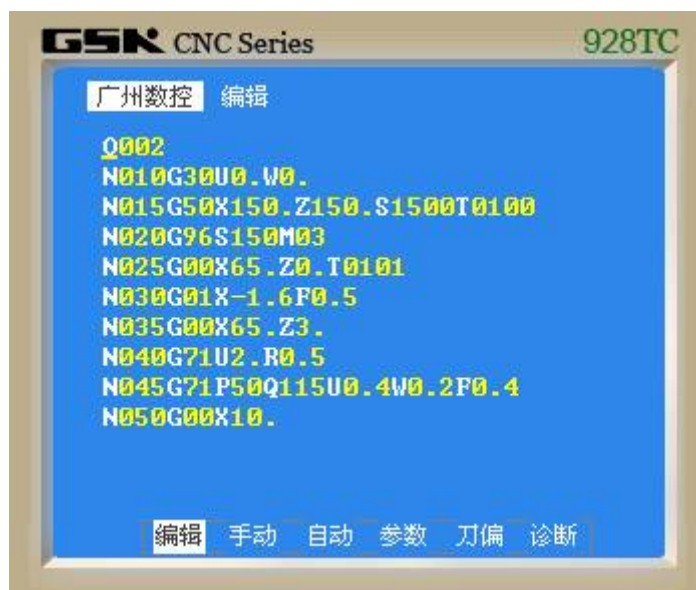 GSK CNC Series 928TC
广州数控 编辑
Q002
N010G30U0.W0.
N015G50X150.Z150.S1500T0100
N020G96S150M03
N025G00X65.Z0.T0101
N030G01X-1.6F0.5
N035G00X65.Z3.
N040G71U2.R0.5
N045G71P50Q115U0.4W0.2F0.4
N050G00X10.
编辑 手动 自动 参数 刀偏 诊断